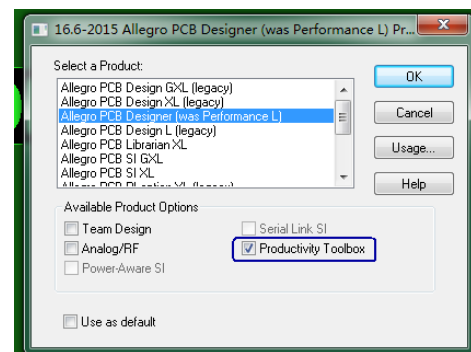 16.6-2015 Allegro PCB Designer (was Performance L) Pr...
Select a Product:
Allegro PCB Design GXL (legacy)
Allegro PCB Design XL (legacy)
Allegro PCB Designer (was Performance L)
Allegro PCB Design L (legacy)
Allegro PCB Librarian XL
Allegro PCB SI GXL
Allegro PCB SI XL
OK
Cancel
Usage...
Help
Available Product Options
Team Design
Serial Link SI
Analog/RF
Productivity Toolbox
Power-Aware SI
Use as default